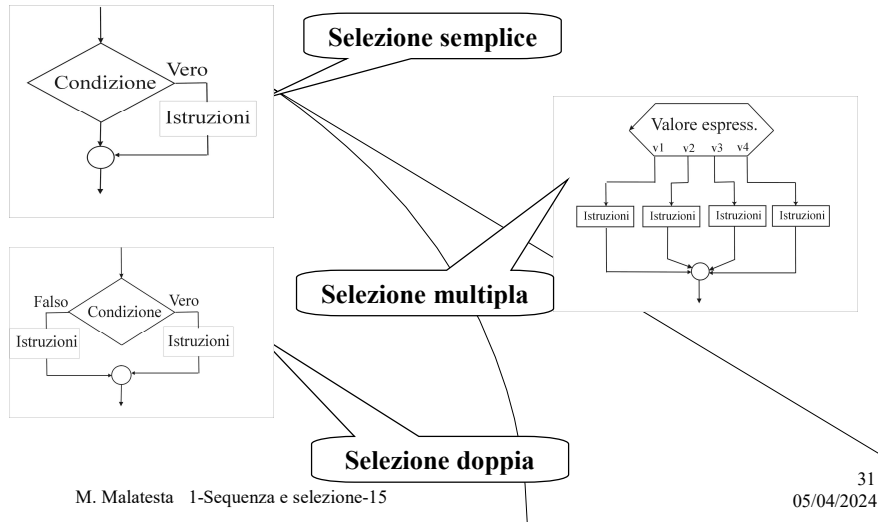 Selezione semplice
Vero
Condizione
Istruzioni
Valore espress.
v1 v2 v3 v4
Istruzioni Istruzioni Istruzioni Istruzioni
Selezione multipla
Falso Vero
Condizione
Istruzioni Istruzioni
Selezione doppia
M. Malatesta 1-Sequenza e selezione-15
31
05/04/2024